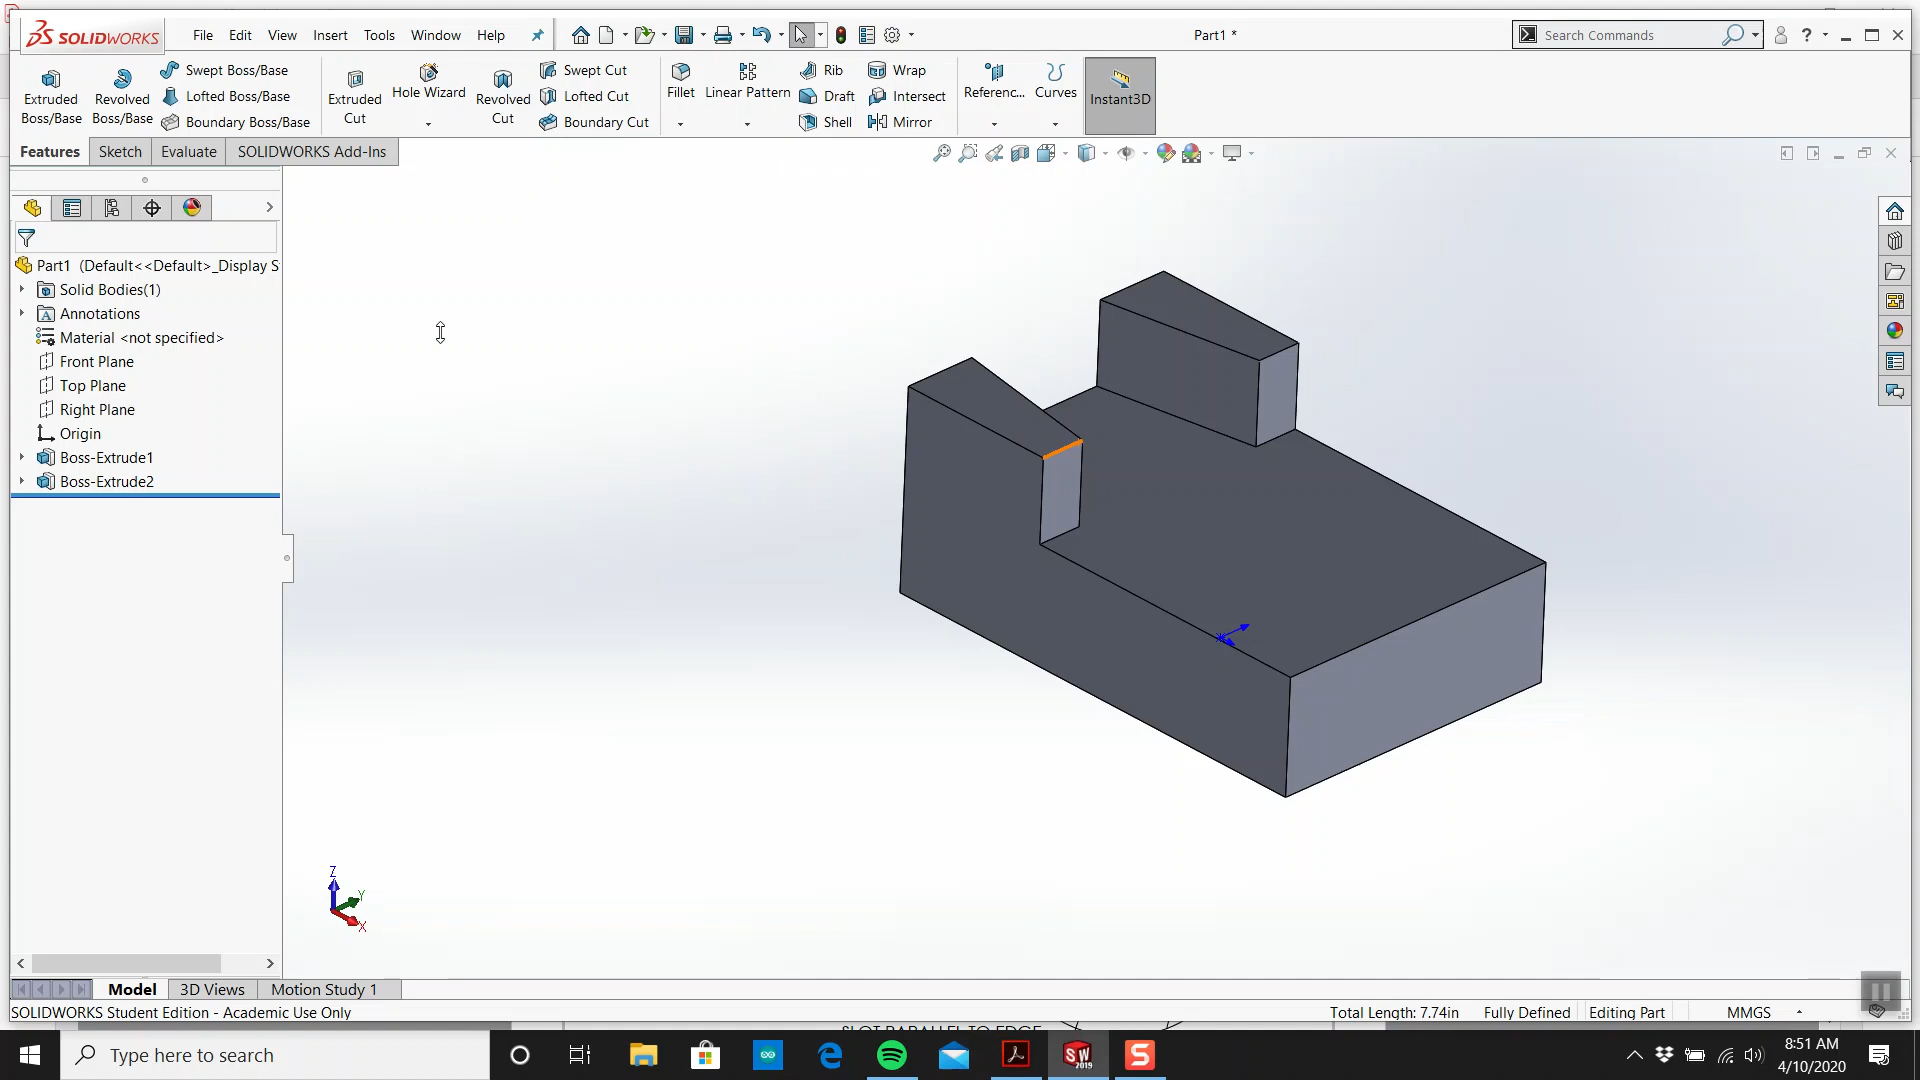 SOLIDWORKS File Edit View Insert Tools Window Help Part1 * Search Commands ?
Extruded Boss/Base
Revolved Boss/Base
Swept Boss/Base
Lofted Boss/Base
Boundary Boss/Base
Extruded Cut
Hole Wizard
Revolved Cut
Swept Cut
Lofted Cut
Boundary Cut
Fillet
Linear Pattern
Rib
Draft
Shell
Wrap
Intersect
Mirror
Referenc...
Curves
Instant3D
Features Sketch Evaluate SOLIDWORKS Add-Ins
Part1 (Default<<Default>_Display S
Solid Bodies(1)
Annotations
Material <not specified>
Front Plane
Top Plane
Right Plane
Origin
Boss-Extrude1
Boss-Extrude2
Z
Y
X
Model 3D Views Motion Study 1
SOLIDWORKS Student Edition - Academic Use Only Total Length: 7.74in Fully Defined Editing Part MMGS
Type here to search
SW
2019
S
8:51 AM
4/10/2020